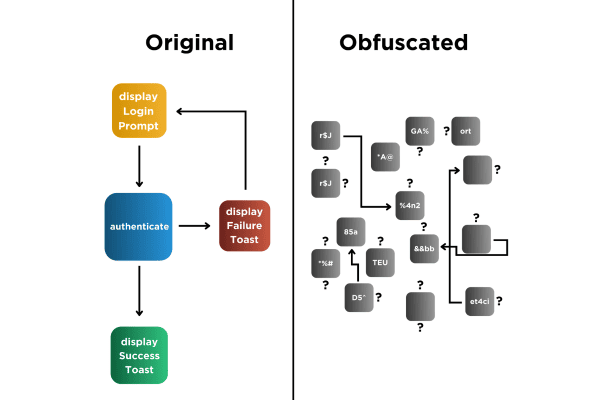 Original
display
Login
Prompt
authenticate
display
Failure
Toast
display
Success
Toast
Obfuscated
r$J
?
r$J ?
*A@
GA%
?
? ort
?
%4n2
?
?
&&bb
85a
?
*%#
?
?
TEU
D5^ ?
?
?
et4ci ?